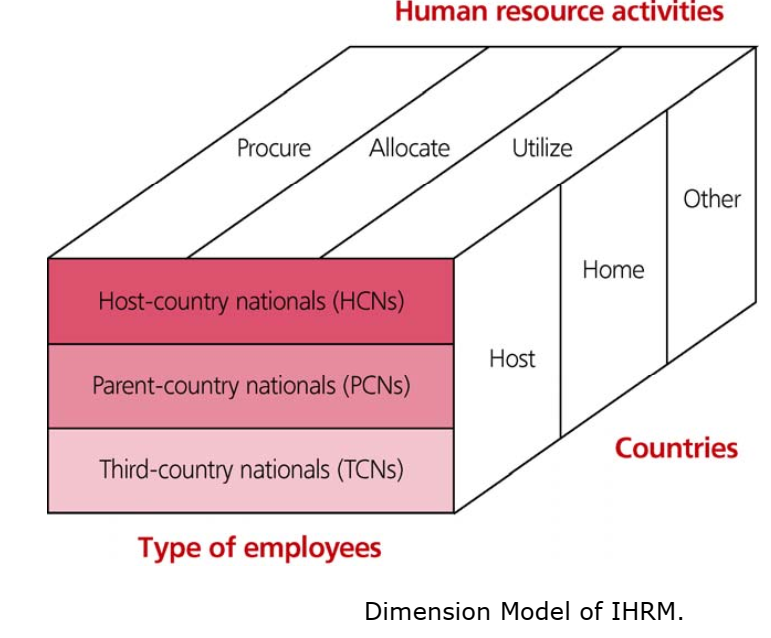 Human resource activities
Procure
Allocate
Utilize
Other
Home
Host-country nationals (HCNs)
Host
Parent-country nationals (PCNs)
Countries
Third-country nationals (TCNs)
Type of employees
Dimension Model of IHRM.